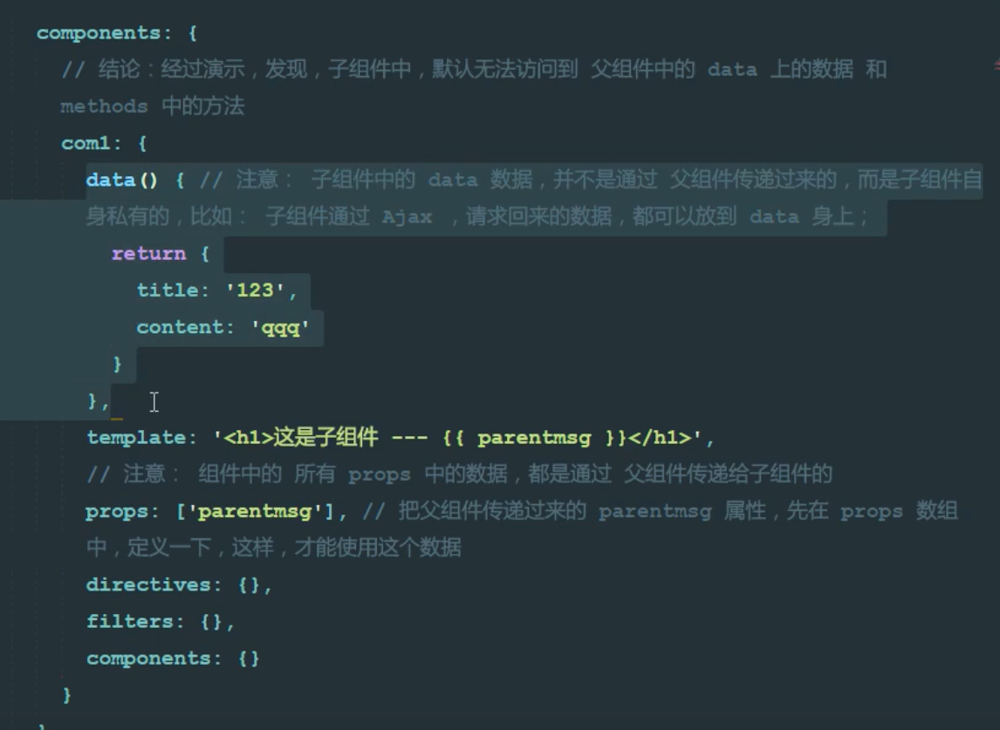 components: {
// 结论：经过演示，发现，子组件中，默认无法访问到 父组件中的 data 上的数据 和
methods 中的方法
com1: {
data() { // 注意： 子组件中的 data 数据，并不是通过 父组件传递过来的，而是子组件自
身私有的，比如： 子组件通过 Ajax ，请求回来的数据，都可以放到 data 身上；
return {
title: '123',
content: 'qqq'
}
},
template: '<h1>这是子组件 --- {{ parentmsg }}</h1>',
// 注意： 组件中的 所有 props 中的数据，都是通过 父组件传递给子组件的
props: ['parentmsg'], // 把父组件传递过来的 parentmsg 属性，先在 props 数组
中，定义一下，这样，才能使用这个数据
directives: {},
filters: {},
components: {}
}
}